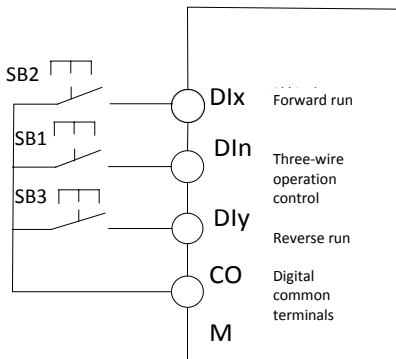 SB2
DIx
Forward run
SB1
DIn
Three-wire
operation
control
SB3
DIy
Reverse run
CO
Digital
common
terminals
M